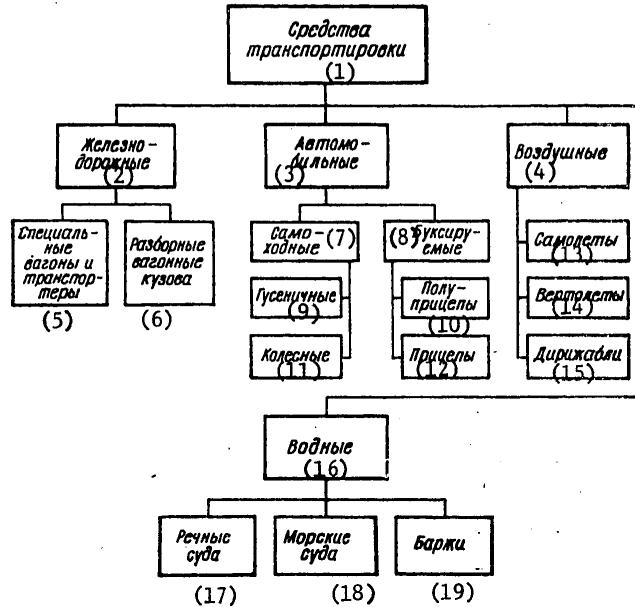 Средства
транспортировки
(1)
Железно-
дорожные
(2)
Автомо-
бильные
(3)
Воздушные
(4)
Специаль-
ные
вагоны и
транспор-
теры
(5)
Разборные
вагонные
кузова
(6)
Само- (7)
ходные
(8) Буксиру-
емые
Гусеничные
(9)
Колесные
(11)
Полу-
прицепы
(10)
Прицепы
(12)
Самолеты
(13)
Вертолеты
(14)
Дирижабли
(15)
Водные
(16)
Речные
суда
(17)
Морские
суда
(18)
Баржи
(19)